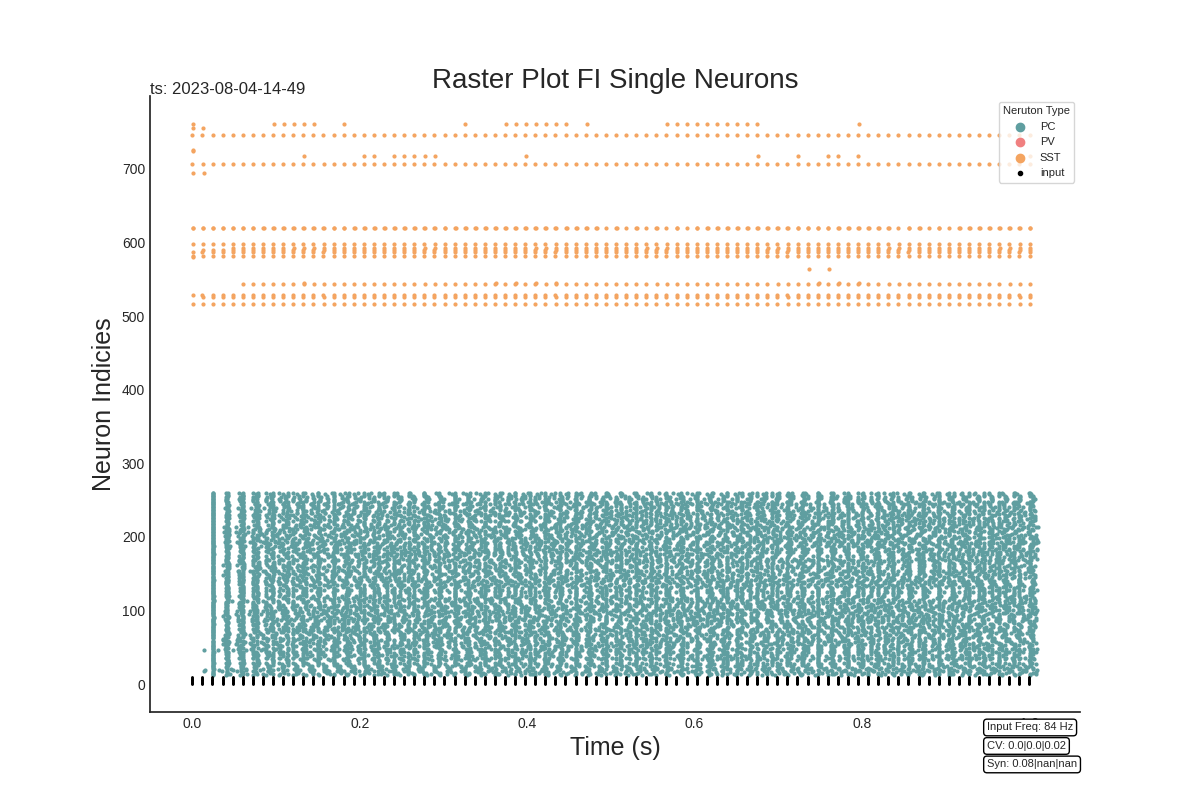 Raster Plot FI Single Neurons
ts: 2023-08-04-14-49
Neruton Type
PC
PV
SST
input
700
600
500
400
300
200
100
0
Neuron Indicies
0.0 0.2 0.4 0.6 0.8
Time (s)
Input Freq: 84 Hz
CV: 0.0|0.0|0.02
Syn: 0.08|nan|nan